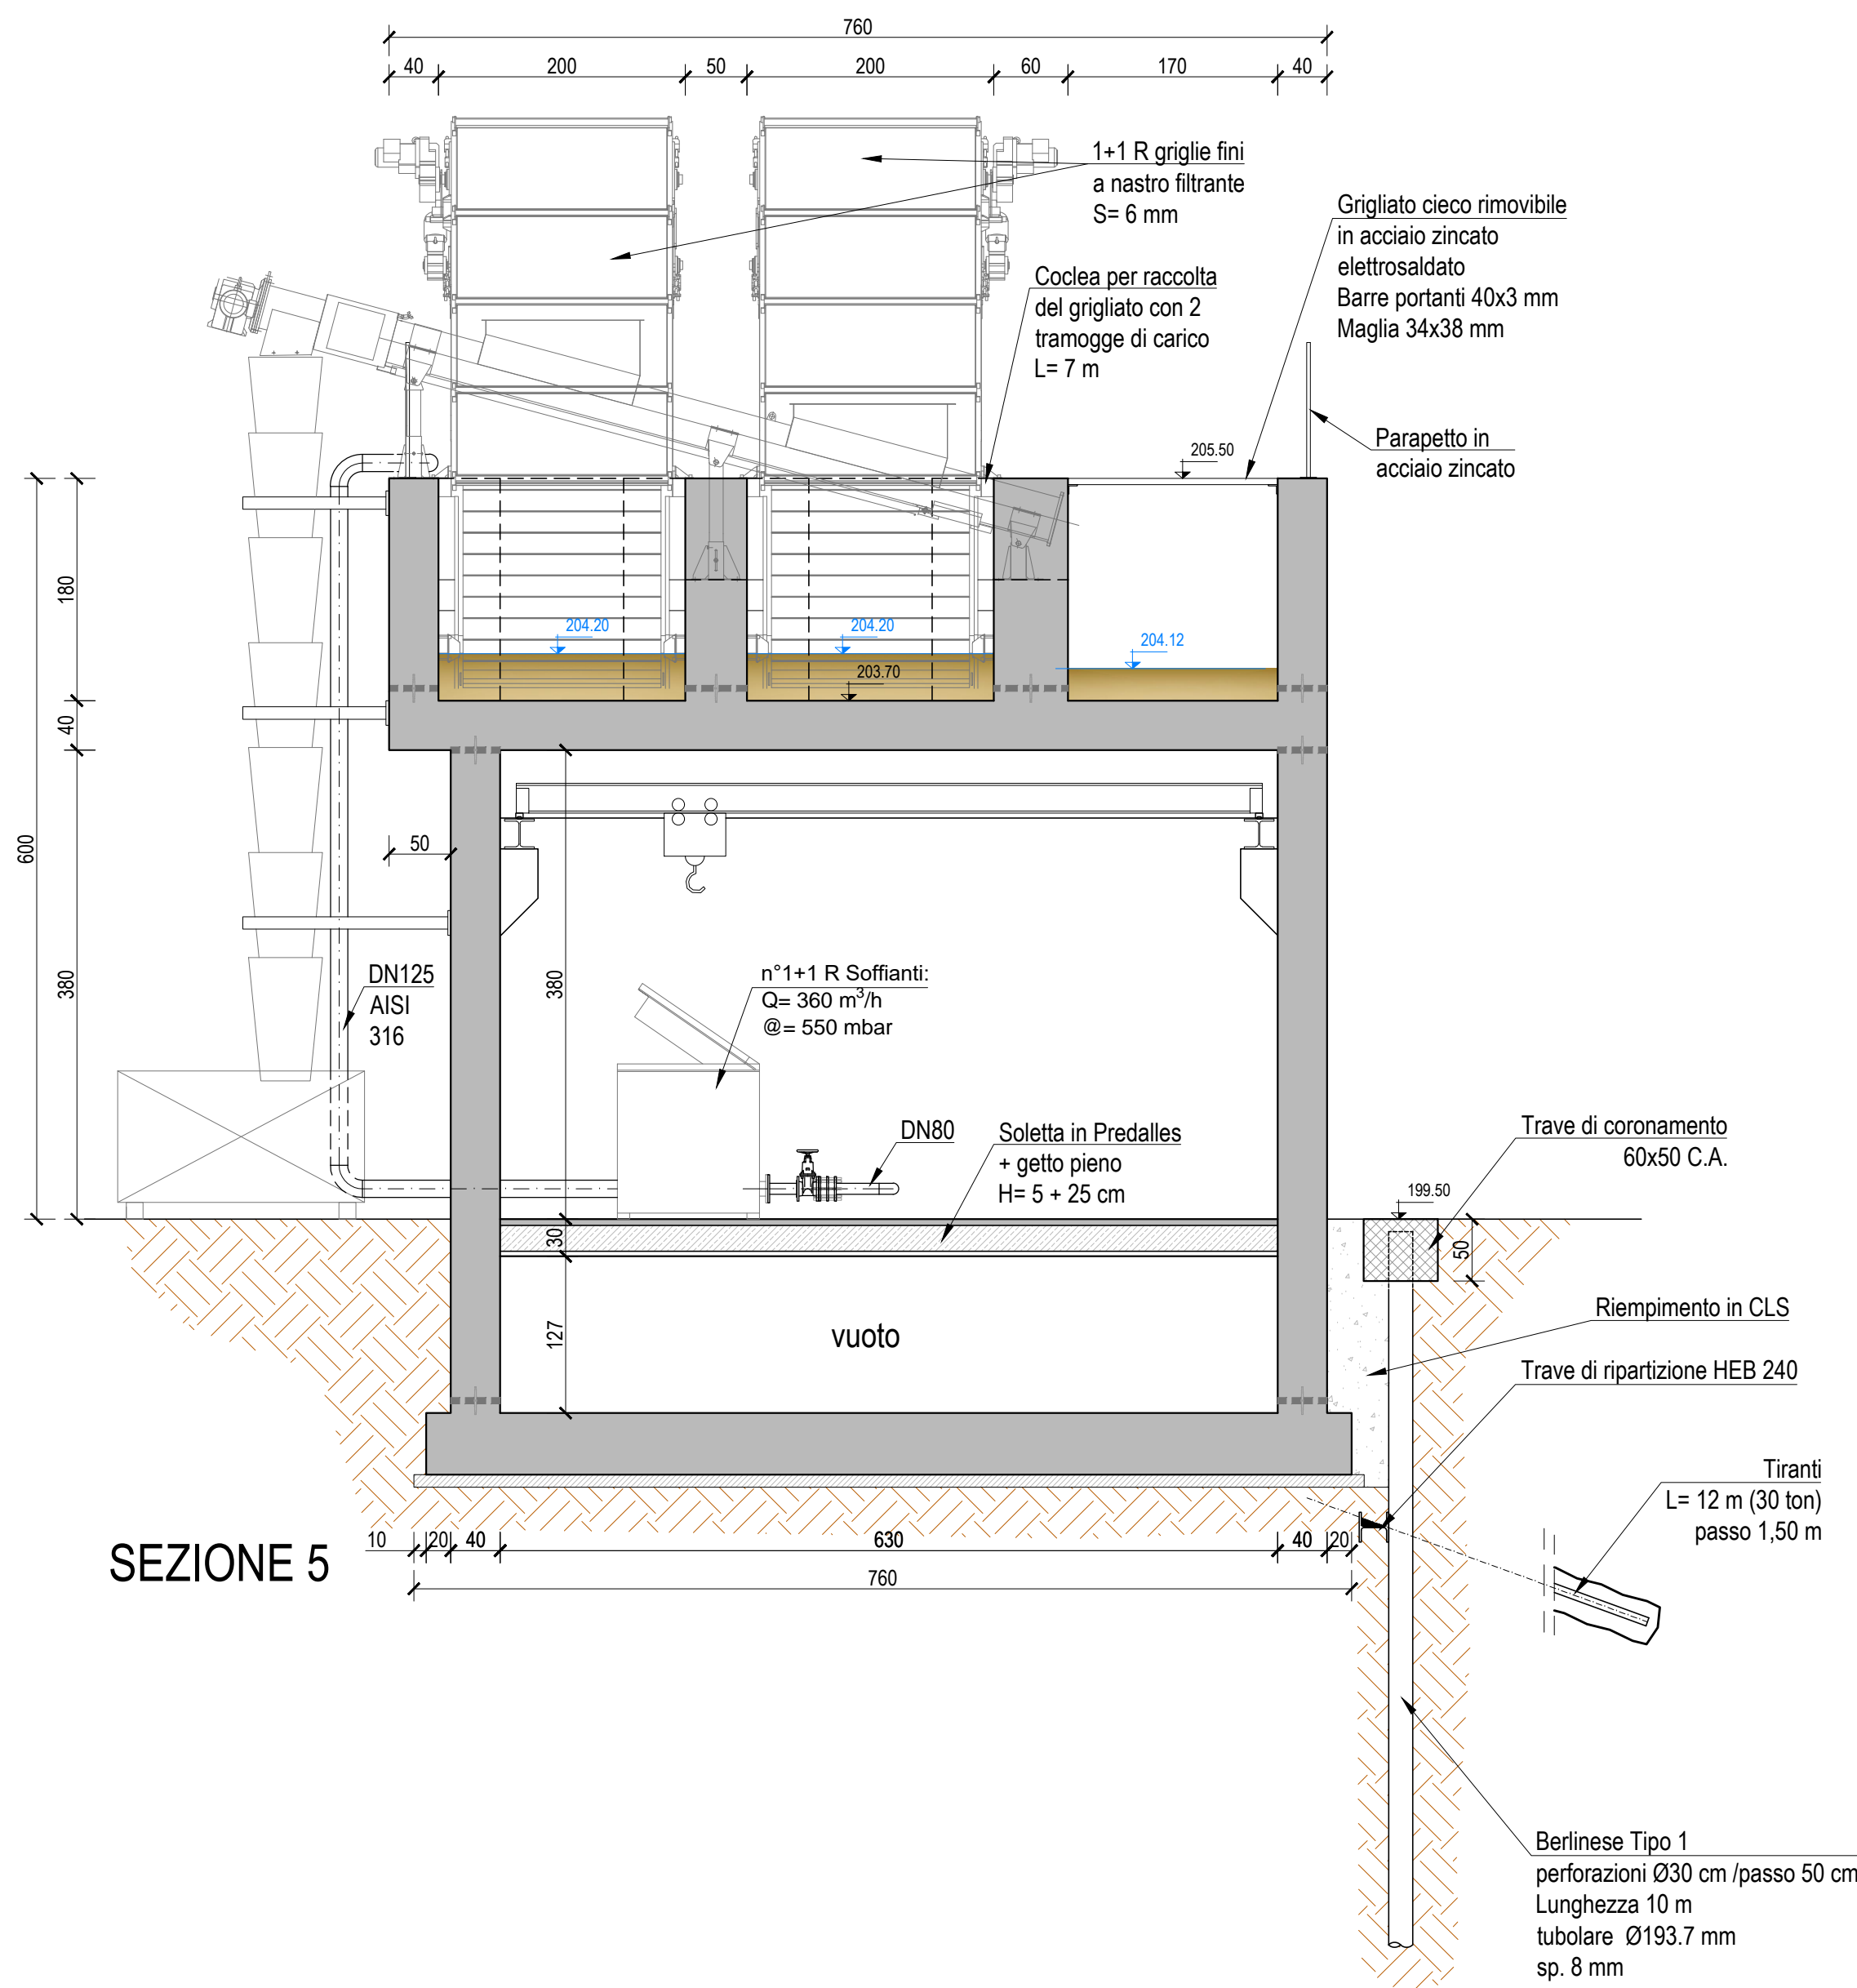 760
40
200
50
200
60
170
40
1+1 R griglie fini
a nastro filtrante
S= 6 mm
Grigliato cieco rimovibile
in acciaio zincato
elettrosaldato
Barre portanti 40x3 mm
Maglia 34x38 mm
Coclea per raccolta
del grigliato con 2
tramogge di carico
L= 7 m
Parapetto in
acciaio zincato
205.50
180
204.20
204.20
204.12
203.70
40
600
50
380
380
DN125
AISI
316
n°1+1 R Soffianti:
Q= 360 m³/h
@= 550 mbar
DN80
Soletta in Predalles
+ getto pieno
H= 5 + 25 cm
Trave di coronamento
60x50 C.A.
199.50
30
50
127
vuoto
Riempimento in CLS
Trave di ripartizione HEB 240
Tiranti
L= 12 m (30 ton)
passo 1,50 m
SEZIONE 5
10
20
40
630
40
20
760
Berlinese Tipo 1
perforazioni Ø30 cm /passo 50 cm
Lunghezza 10 m
tubolare Ø193.7 mm
sp. 8 mm